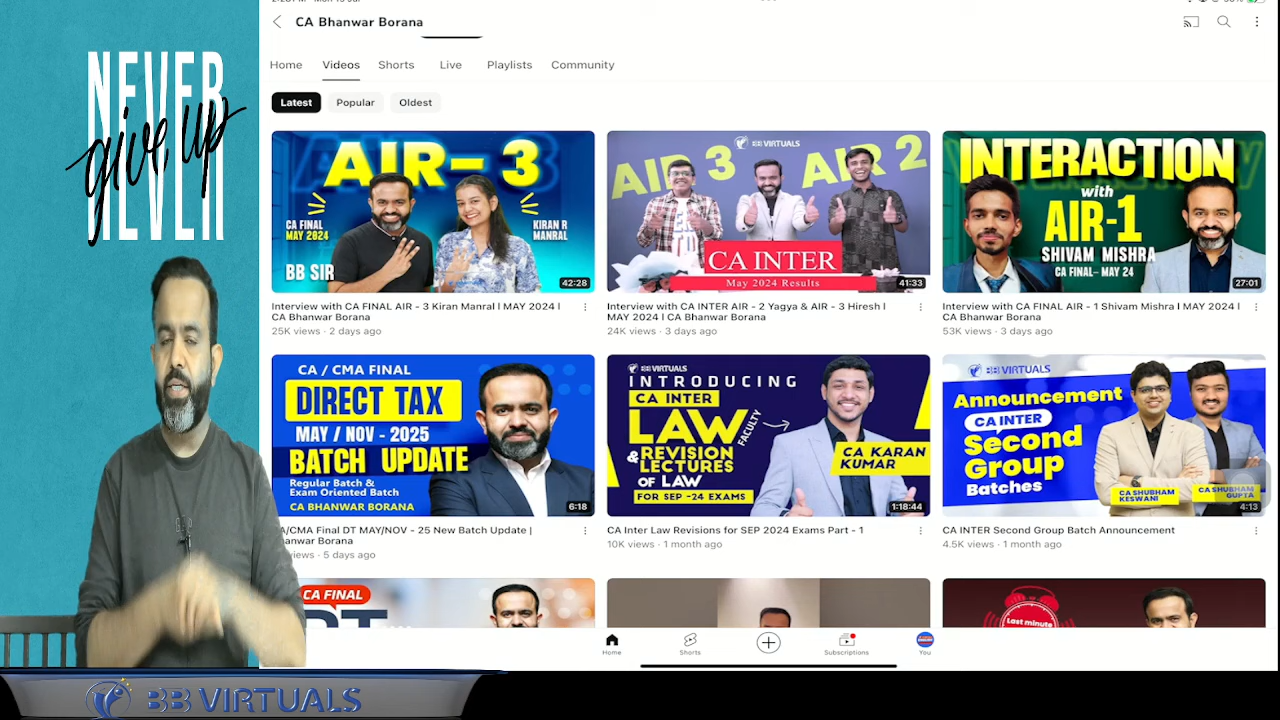 2:28 PM Mon 15 Jul
CA Bhanwar Borana
Home Videos Shorts Live Playlists Community
Latest Popular Oldest
NEVER
give up
NEVER
AIR- 3
CA FINAL
MAY 2024
KIRAN R
MANRAL
BB SIR
42:28
Interview with CA FINAL AIR - 3 Kiran Manral l MAY 2024 l
CA Bhanwar Borana
25K views · 2 days ago
BB VIRTUALS
AIR 3 AIR 2
CA INTER
May 2024 Results
41:33
Interview with CA INTER AIR - 2 Yagya & AIR - 3 Hiresh l
MAY 2024 l CA Bhanwar Borana
24K views · 3 days ago
INTERACTION
with
AIR-1
SHIVAM MISHRA
CA FINAL- MAY 24
27:01
Interview with CA FINAL AIR - 1 Shivam Mishra l MAY 2024 l
CA Bhanwar Borana
53K views · 3 days ago
CA / CMA FINAL
DIRECT TAX
MAY / NOV - 2025
BATCH UPDATE
Regular Batch &
Exam Oriented Batch
CA BHANWAR BORANA
6:18
A/CMA Final DT MAY/NOV - 25 New Batch Update |
anwar Borana
views · 5 days ago
BB VIRTUALS
INTRODUCING
CA INTER
LAW FACULTY
& REVISION
LECTURES
OF LAW
FOR SEP -24 EXAMS
CA KARAN
KUMAR
1:18:44
CA Inter Law Revisions for SEP 2024 Exams Part - 1
10K views · 1 month ago
BB VIRTUALS
Announcement
CA INTER
Second
Group
Batches
CA SHUBHAM
KESWANI
CA SHUBHAM
GUPTA
4:13
CA INTER Second Group Batch Announcement
4.5K views · 1 month ago
CA FINAL
DT
Last minute
Home Shorts Subscriptions You
BB VIRTUALS